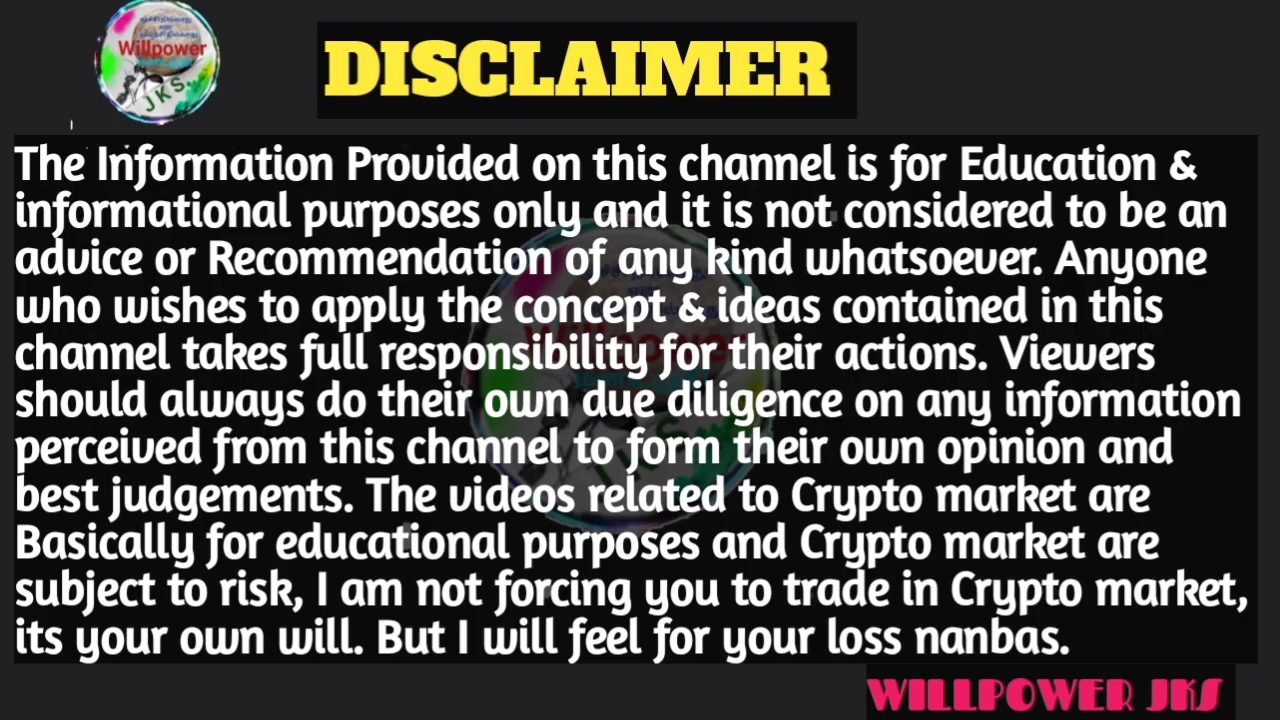 Willpower
JKS
DISCLAIMER
The Information Provided on this channel is for Education &
informational purposes only and it is not considered to be an
advice or Recommendation of any kind whatsoever. Anyone
who wishes to apply the concept & ideas contained in this
channel takes full responsibility for their actions. Viewers
should always do their own due diligence on any information
perceived from this channel to form their own opinion and
best judgements. The videos related to Crypto market are
Basically for educational purposes and Crypto market are
subject to risk, I am not forcing you to trade in Crypto market,
its your own will. But I will feel for your loss nanbas.
WILLPOWER JKS